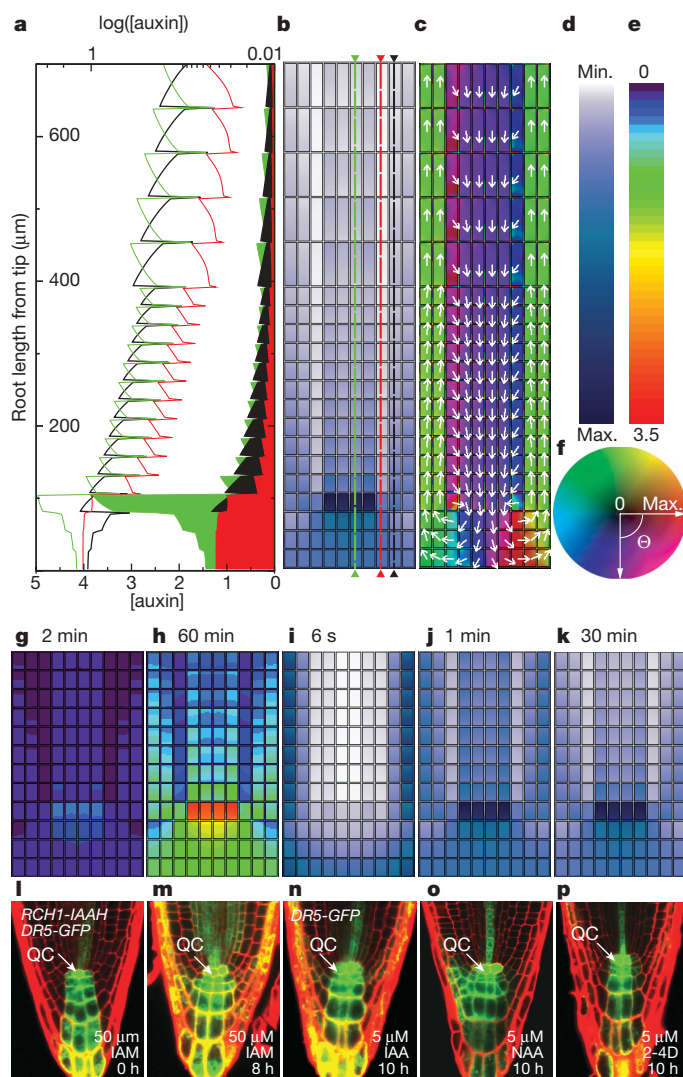 a
log([auxin])
1
0.01
b
c
d
e
Root length from tip (μm)
600
400
200
5
4
3
2
1
0
[auxin]
Min.
0
Max.
3.5
f
0
Max.
Θ
g 2 min
h 60 min
i 6 s
j 1 min
k 30 min
l
RCH1-IAAH
DR5-GFP
QC
50 μm
IAM
0 h
m
QC
50 μM
IAM
8 h
n
DR5-GFP
QC
5 μM
IAA
10 h
o
QC
5 μM
NAA
10 h
p
QC
5 μM
2-4D
10 h